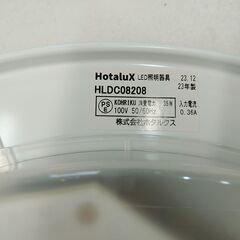 HotaluX LED照明器具 23.12
HLDC08208 23年製
PS E KOHRIKU 消費電力 35W 入力電流
100V 50/60Hz 0.36A
株式会社ホタルクス